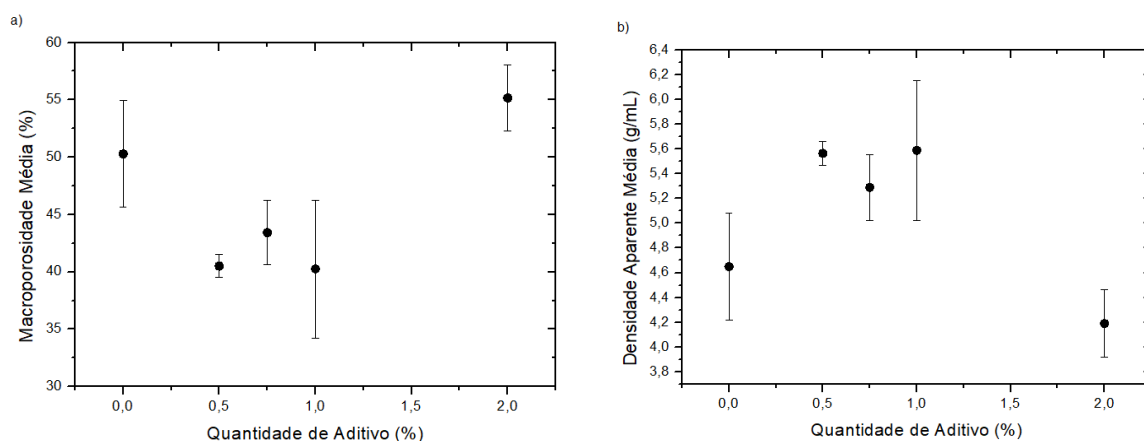 a)
Macroporosidade Média (%)
60
55
50
45
40
35
30
0,0 0,5 1,0 1,5 2,0
Quantidade de Aditivo (%)
b)
Densidade Aparente Média (g/mL)
6,4
6,2
6,0
5,8
5,6
5,4
5,2
5,0
4,8
4,6
4,4
4,2
4,0
3,8
0,0 0,5 1,0 1,5 2,0
Quantidade de Aditivo (%)